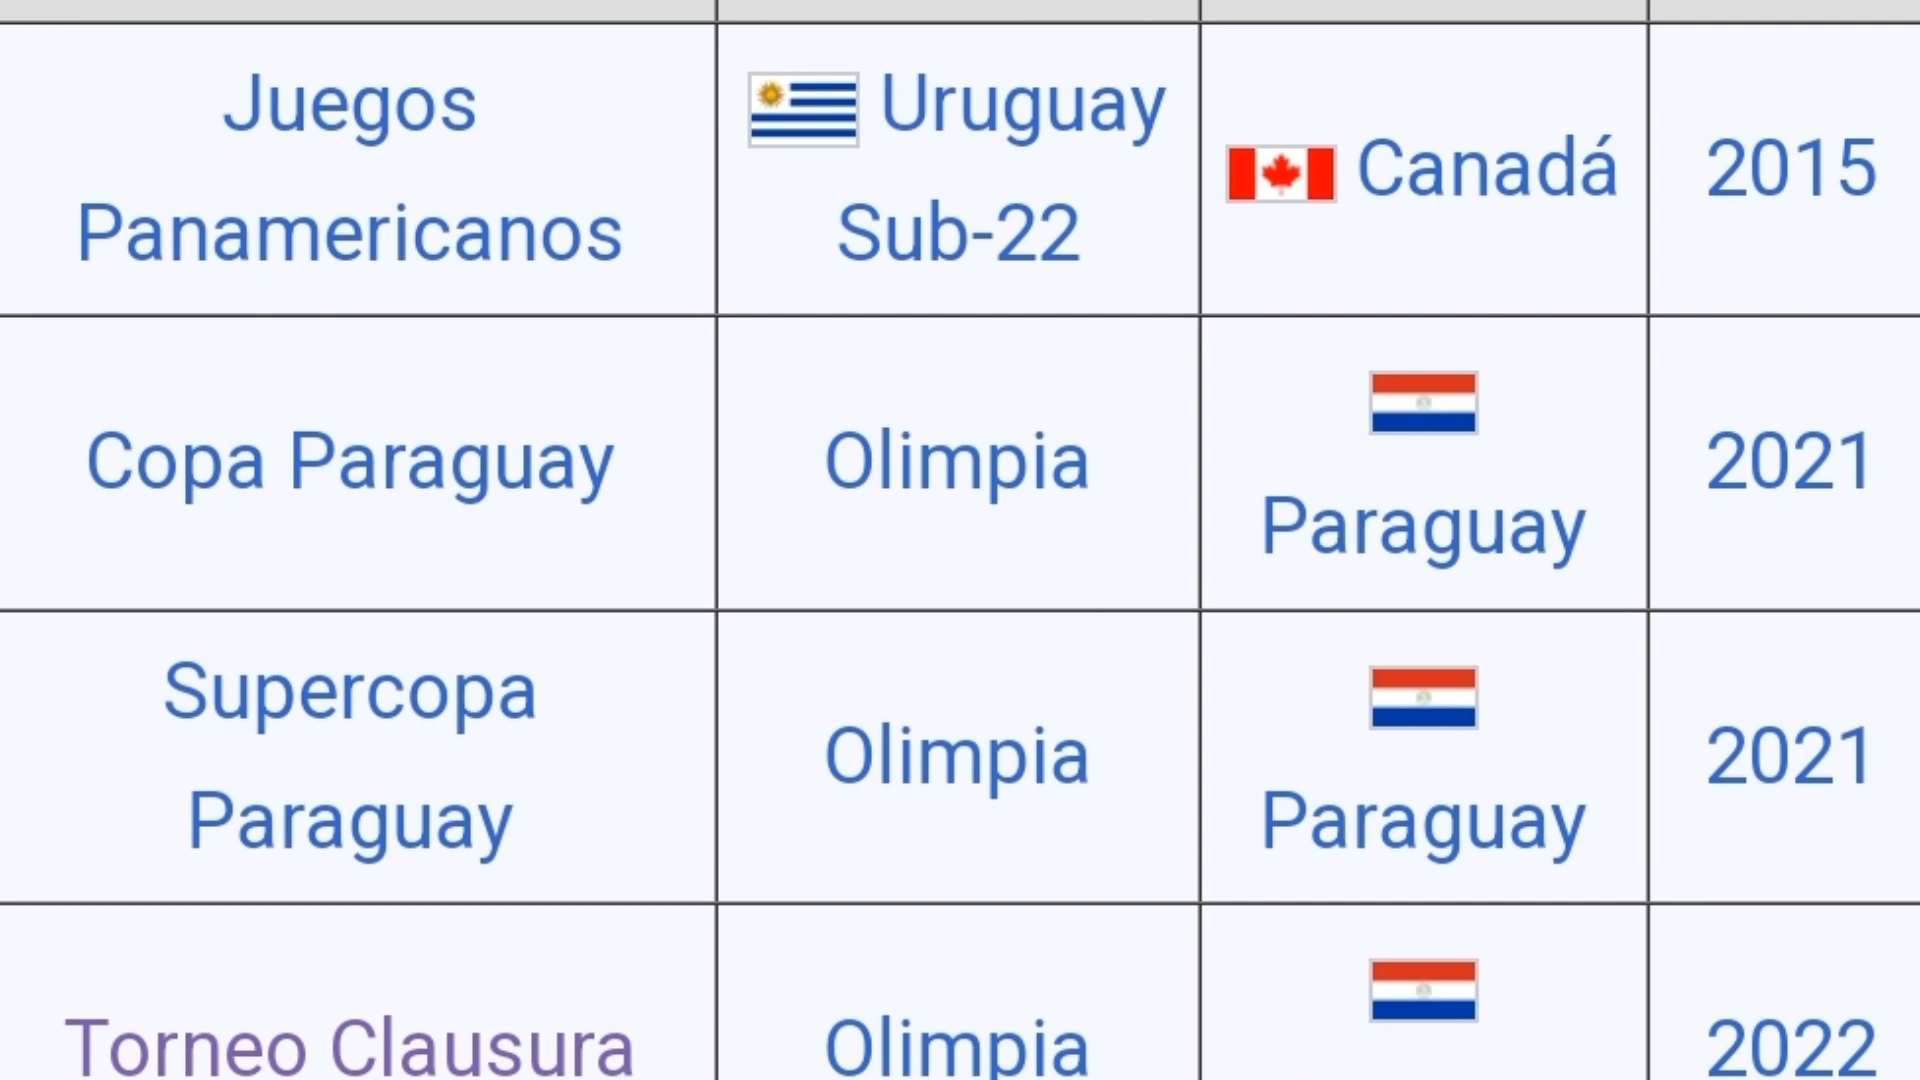 Juegos
Panamericanos
Uruguay
Sub-22
Canadá
2015
Copa Paraguay
Olimpia
Paraguay
2021
Supercopa
Paraguay
Olimpia
Paraguay
2021
Torneo Clausura
Olimpia
2022